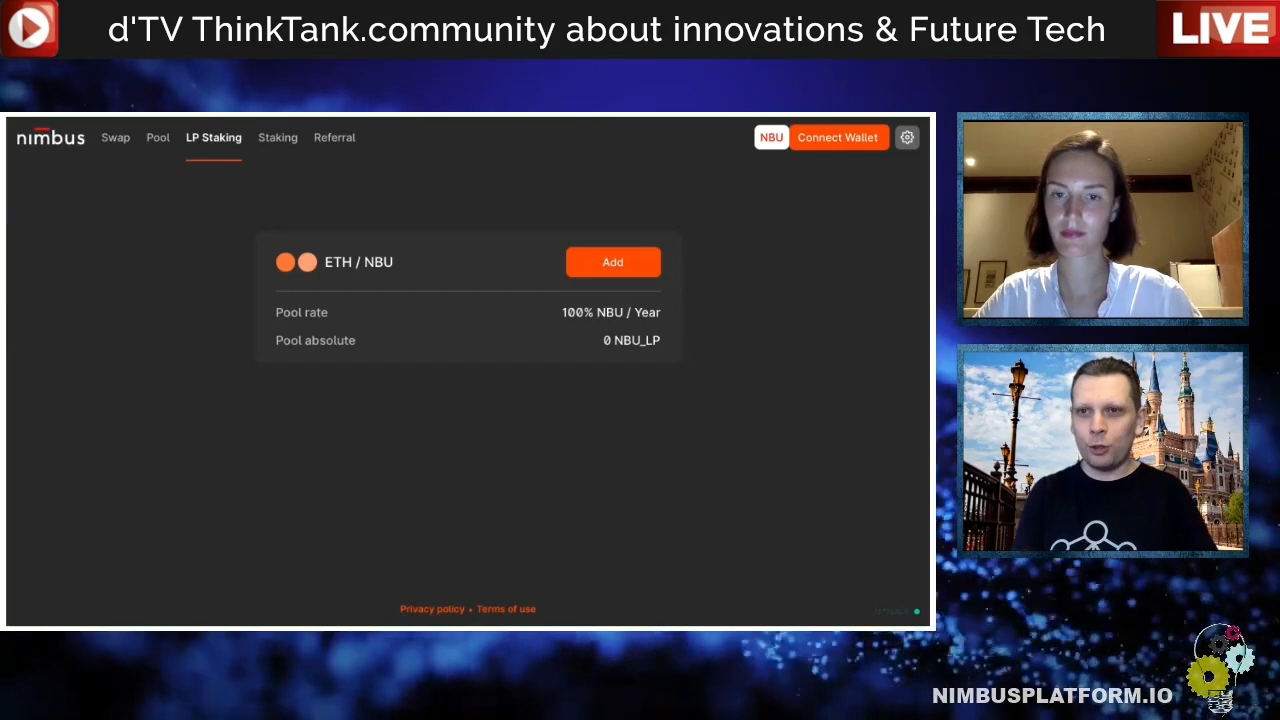 d'TV ThinkTank.community about innovations & Future Tech
LIVE
nimbus Swap Pool LP Staking Staking Referral
NBU Connect Wallet
ETH / NBU Add
Pool rate 100% NBU / Year
Pool absolute 0 NBU_LP
Privacy policy • Terms of use
NIMBUSPLATFORM.IO